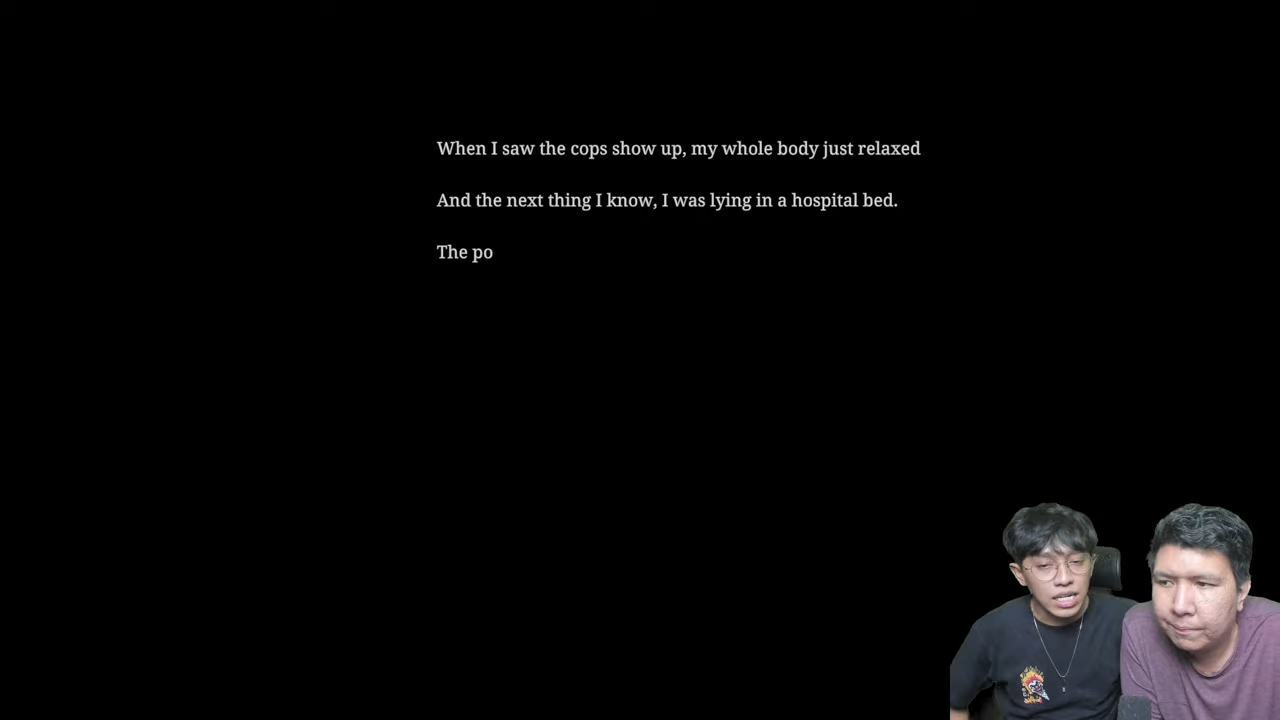 When I saw the cops show up, my whole body just relaxed
And the next thing I know, I was lying in a hospital bed.
The po